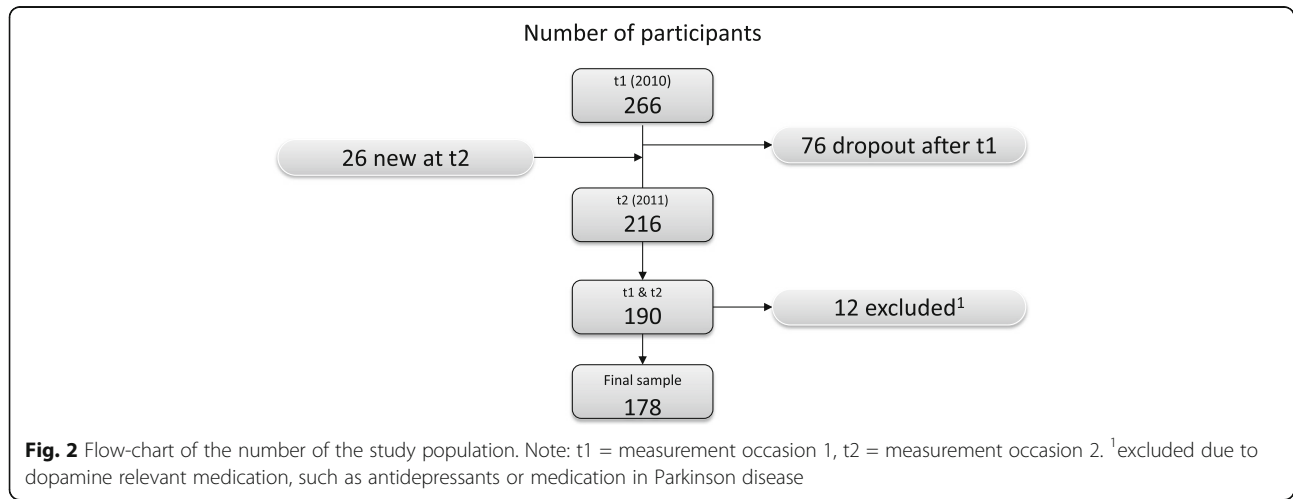 Number of participants
t1 (2010)
266
76 dropout after t1
26 new at t2
t2 (2011)
216
t1 & t2
190
12 excluded¹
Final sample
178
Fig. 2 Flow-chart of the number of the study population. Note: t1 = measurement occasion 1, t2 = measurement occasion 2. ¹excluded due to
dopamine relevant medication, such as antidepressants or medication in Parkinson disease